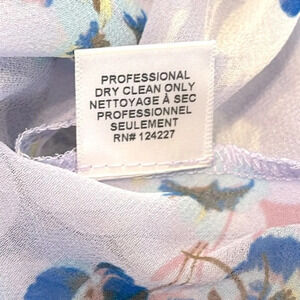 PROFESSIONAL
DRY CLEAN ONLY
NETTOYAGE À SEC
PROFESSIONNEL
SEULEMENT
RN# 124227